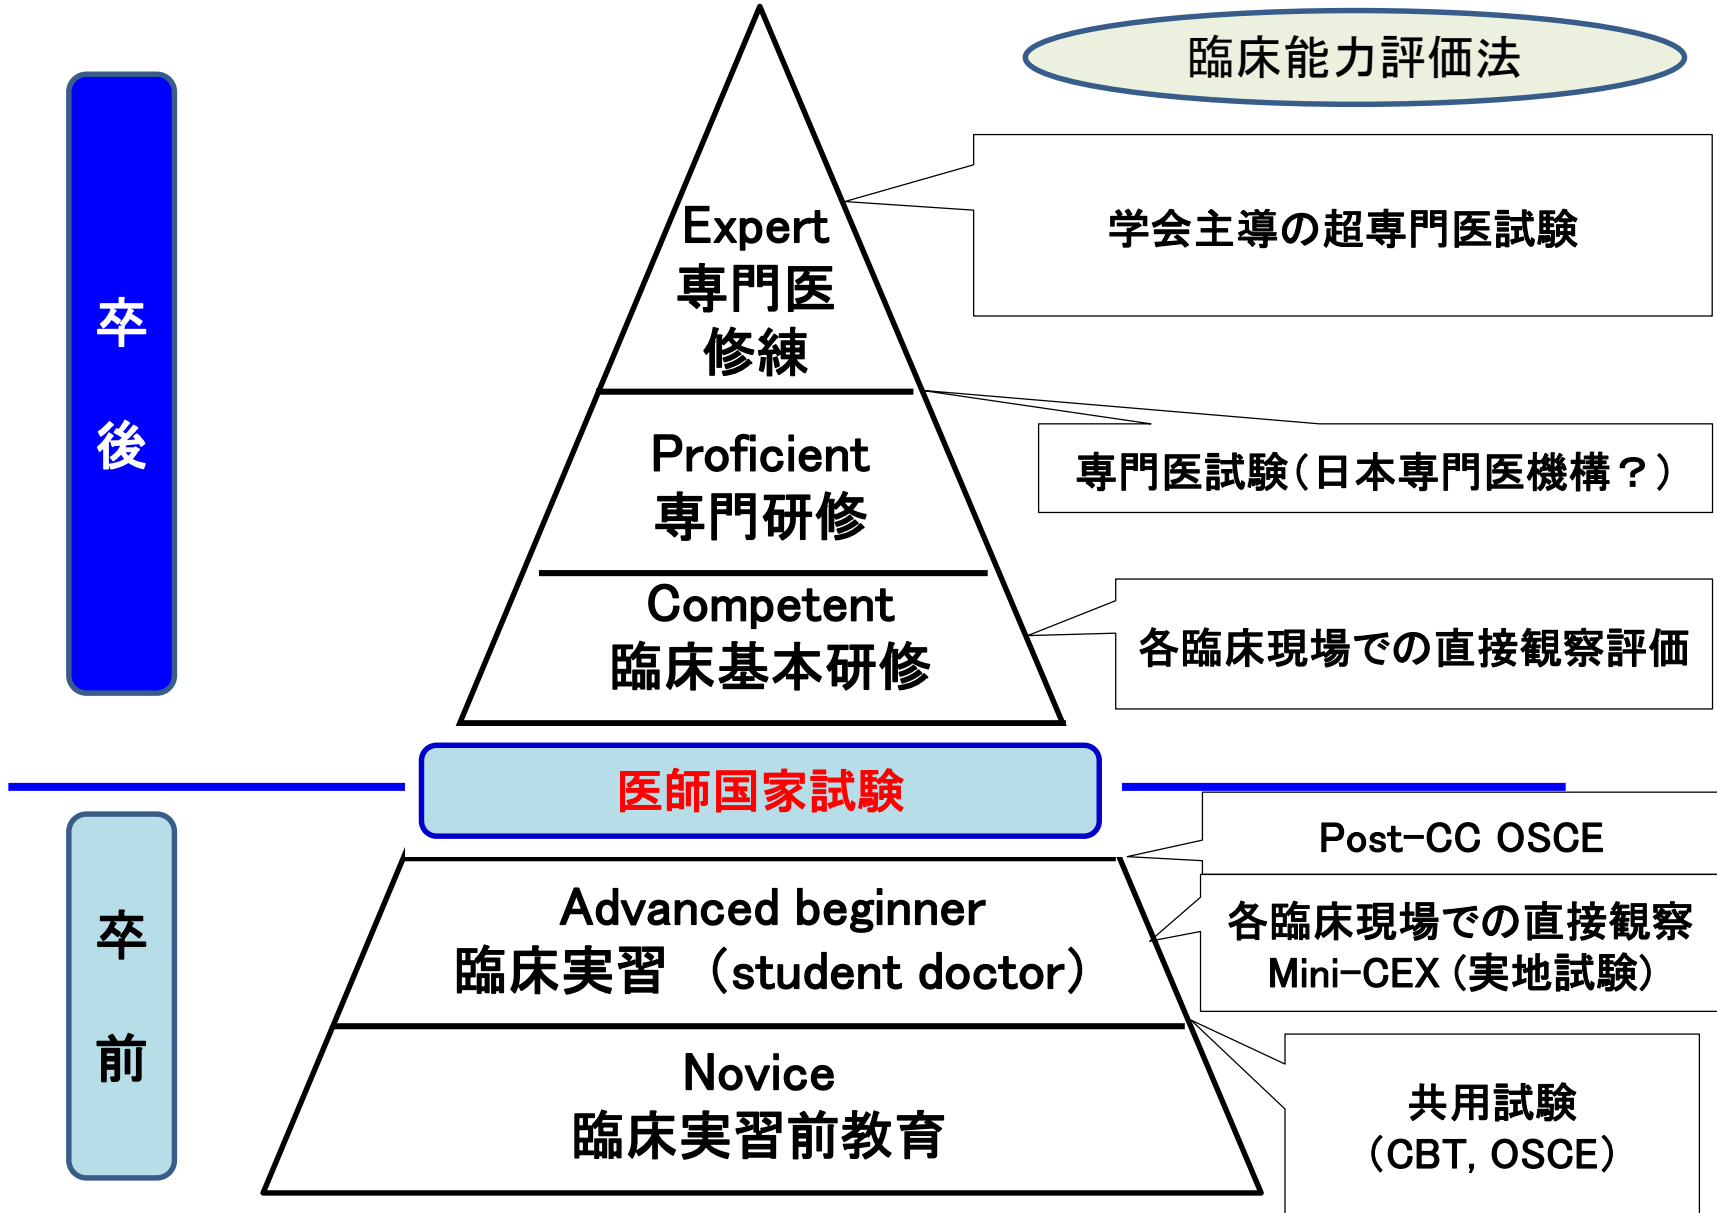 臨床能力評価法
卒
後
Expert
専門医
修練
学会主導の超専門医試験
Proficient
専門研修
専門医試験（日本専門医機構？）
Competent
臨床基本研修
各臨床現場での直接観察評価
医師国家試験
卒
前
Post-CC OSCE
Advanced beginner
臨床実習 （student doctor）
各臨床現場での直接観察
Mini-CEX (実地試験)
Novice
臨床実習前教育
共用試験
（CBT, OSCE）